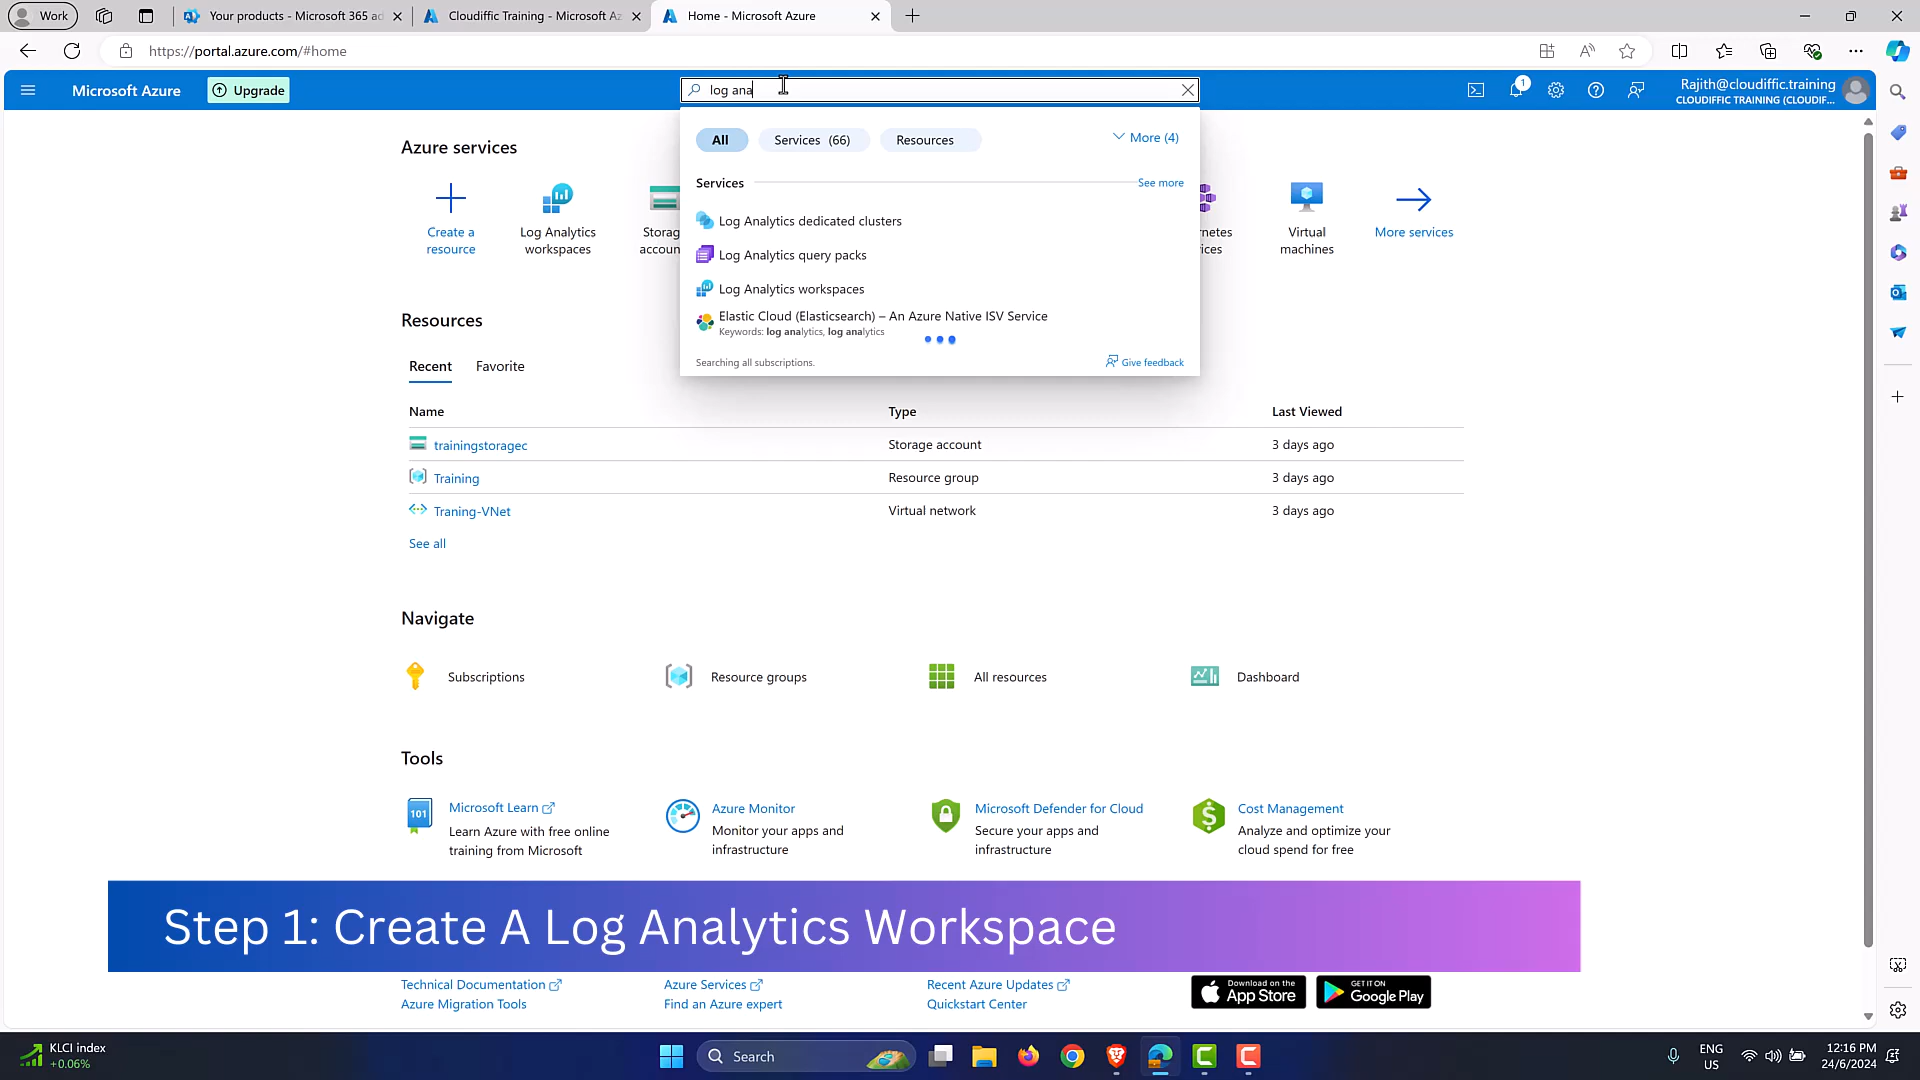 Work
Your products - Microsoft 365 ad
Cloudiffic Training - Microsoft Az
Home - Microsoft Azure
https://portal.azure.com/#home
Microsoft Azure
Upgrade
log ana
1
Rajith@cloudiffic.training
CLOUDIFFIC TRAINING (CLOUDIF...
All
Services (66)
Resources
More (4)
Services
See more
Log Analytics dedicated clusters
Log Analytics query packs
Log Analytics workspaces
Elastic Cloud (Elasticsearch) – An Azure Native ISV Service
Keywords: log analytics, log analytics
Searching all subscriptions.
Give feedback
Azure services
Create a
resource
Log Analytics
workspaces
Storag
accoun
netes
ices
Virtual
machines
More services
Resources
Recent
Favorite
Name
Type
Last Viewed
trainingstoragec
Storage account
3 days ago
Training
Resource group
3 days ago
Traning-VNet
Virtual network
3 days ago
See all
Navigate
Subscriptions
Resource groups
All resources
Dashboard
Tools
101
Microsoft Learn
Learn Azure with free online
training from Microsoft
Azure Monitor
Monitor your apps and
infrastructure
Microsoft Defender for Cloud
Secure your apps and
infrastructure
Cost Management
Analyze and optimize your
cloud spend for free
Step 1: Create A Log Analytics Workspace
Technical Documentation
Azure Services
Recent Azure Updates
Azure Migration Tools
Find an Azure expert
Quickstart Center
Download on the
App Store
GET IT ON
Google Play
KLCI index
+0.06%
Search
ENG
US
12:16 PM
24/6/2024